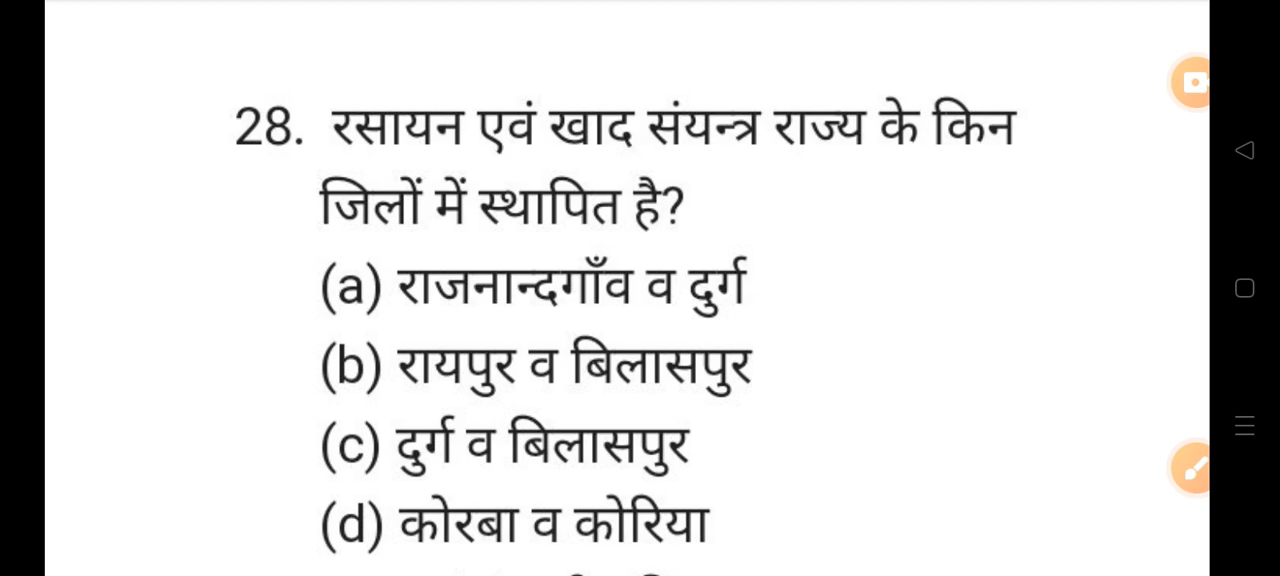 28. रसायन एवं खाद संयन्त्र राज्य के किन
जिलों में स्थापित है?
(a) राजनान्दगाँव व दुर्ग
(b) रायपुर व बिलासपुर
(c) दुर्ग व बिलासपुर
(d) कोरबा व कोरिया